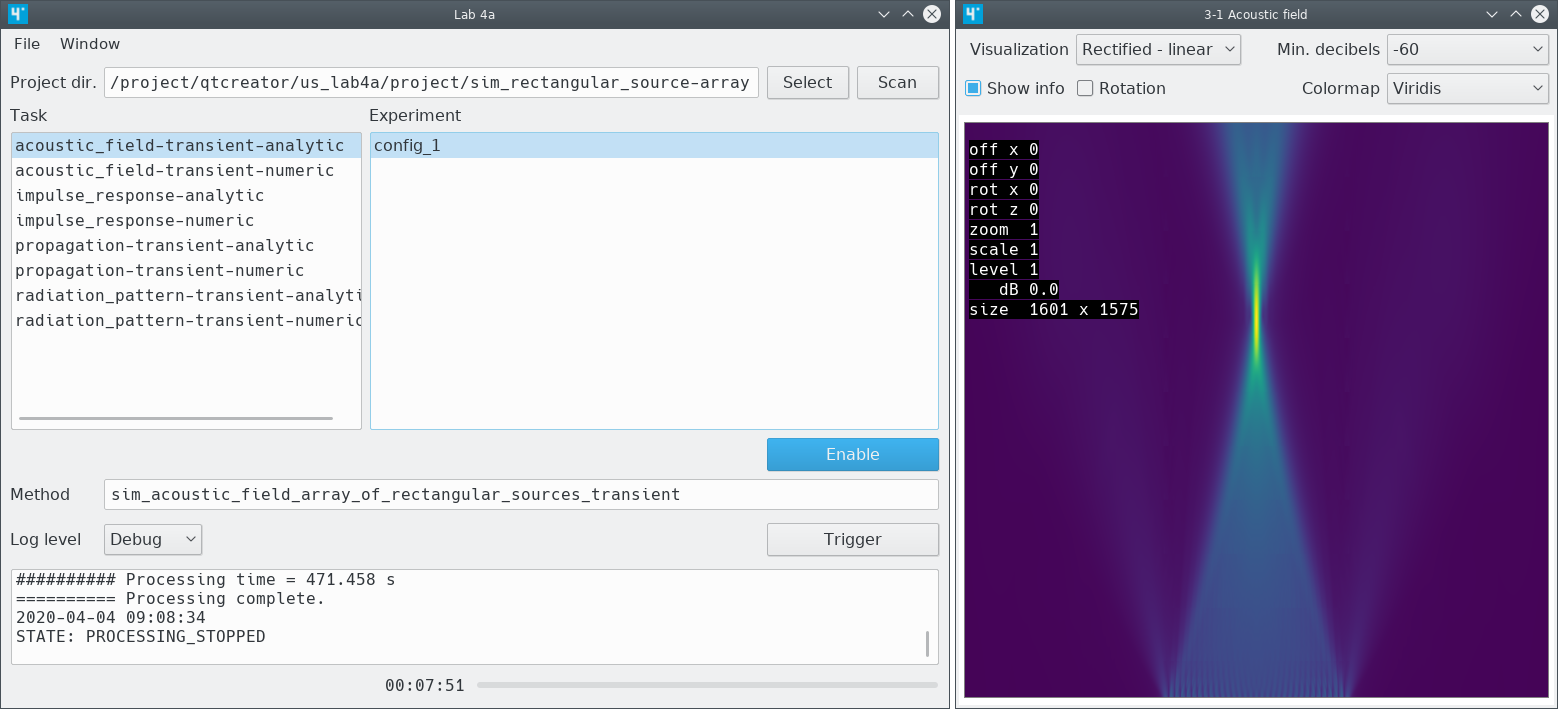 Lab 4a
File Window
Project dir. /project/qtcreator/us_lab4a/project/sim_rectangular_source-array Select Scan
Task Experiment
acoustic_field-transient-analytic config_1
acoustic_field-transient-numeric
impulse_response-analytic
impulse_response-numeric
propagation-transient-analytic
propagation-transient-numeric
radiation_pattern-transient-analyti
radiation_pattern-transient-numeric
Enable
Method sim_acoustic_field_array_of_rectangular_sources_transient
Log level Debug Trigger
########## Processing time = 471.458 s
========== Processing complete.
2020-04-04 09:08:34
STATE: PROCESSING_STOPPED
00:07:51
3-1 Acoustic field
Visualization Rectified - linear Min. decibels -60
Show info Rotation Colormap Viridis
off x 0
off y 0
rot x 0
rot z 0
zoom 1
scale 1
level 1
dB 0.0
size 1601 x 1575